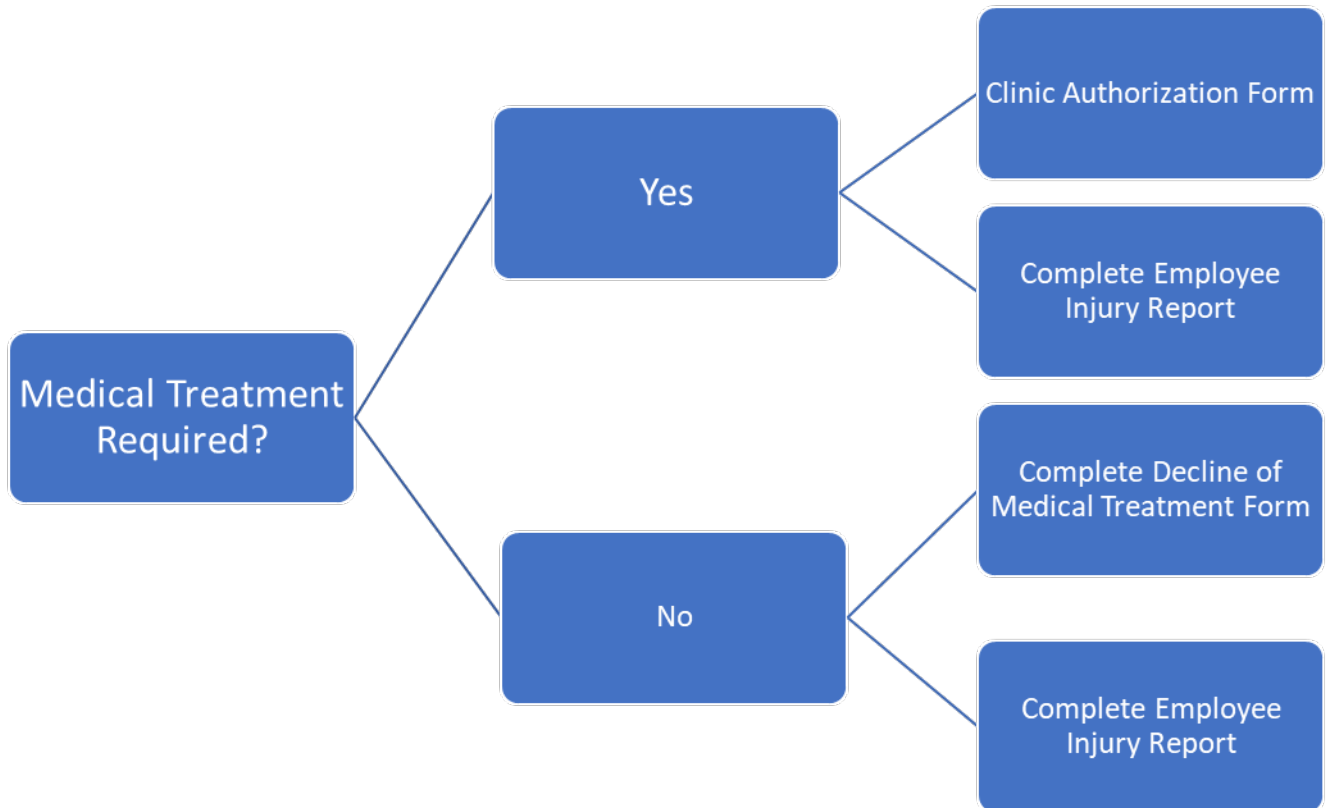 Medical Treatment
Required?
Yes
Clinic Authorization Form
Complete Employee
Injury Report
No
Complete Decline of
Medical Treatment Form
Complete Employee
Injury Report